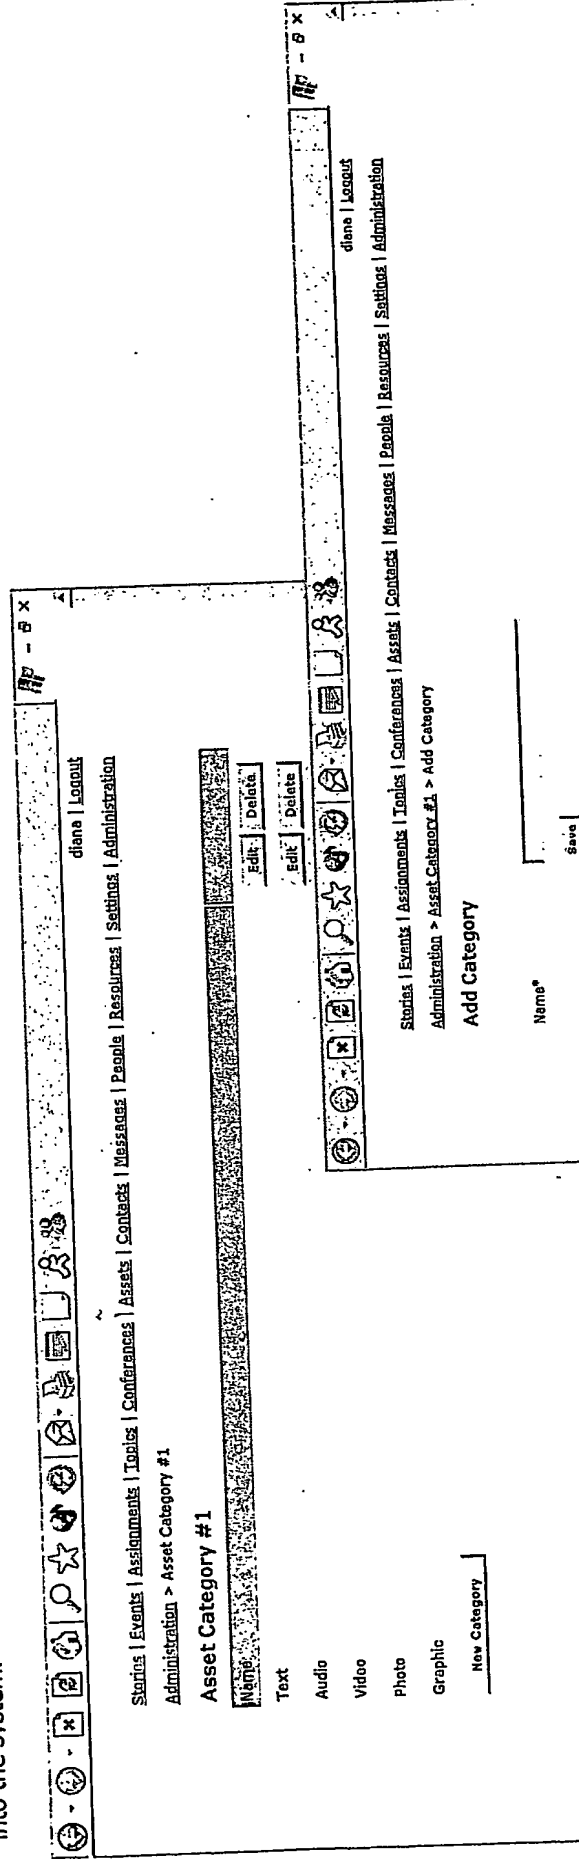 into the system
diana | Logout
Stories | Events | Assignments | Topics | Conferences | Assets | Contacts | Messages | People | Resources | Settings | Administration
Administration > Asset Category #1
Asset Category #1
Name
Text
Edit Delete
Audio
Edit Delete
Video
Photo
Graphic
New Category
diana | Logout
Stories | Events | Assignments | Topics | Conferences | Assets | Contacts | Messages | People | Resources | Settings | Administration
Administration > Asset Category #1 > Add Category
Add Category
Name*
Save